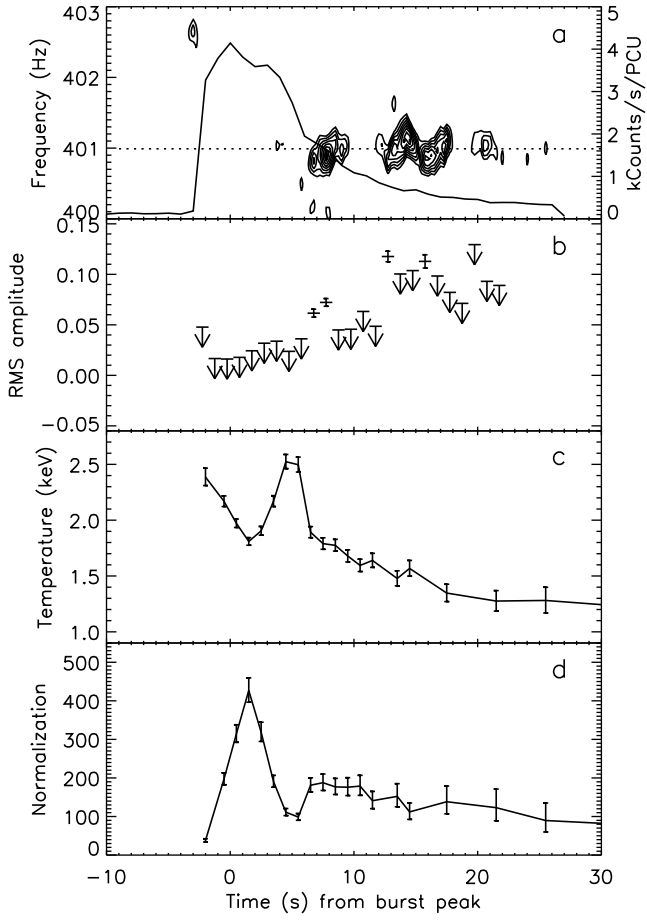 403
402
401
400
Frequency (Hz)
a
5
4
3
2
1
0
kCounts/s/PCU
0.15
0.10
0.05
0.00
−0.05
RMS amplitude
b
2.5
2.0
1.5
1.0
Temperature (keV)
c
500
400
300
200
100
0
Normalization
d
−10 0 10 20 30
Time (s) from burst peak